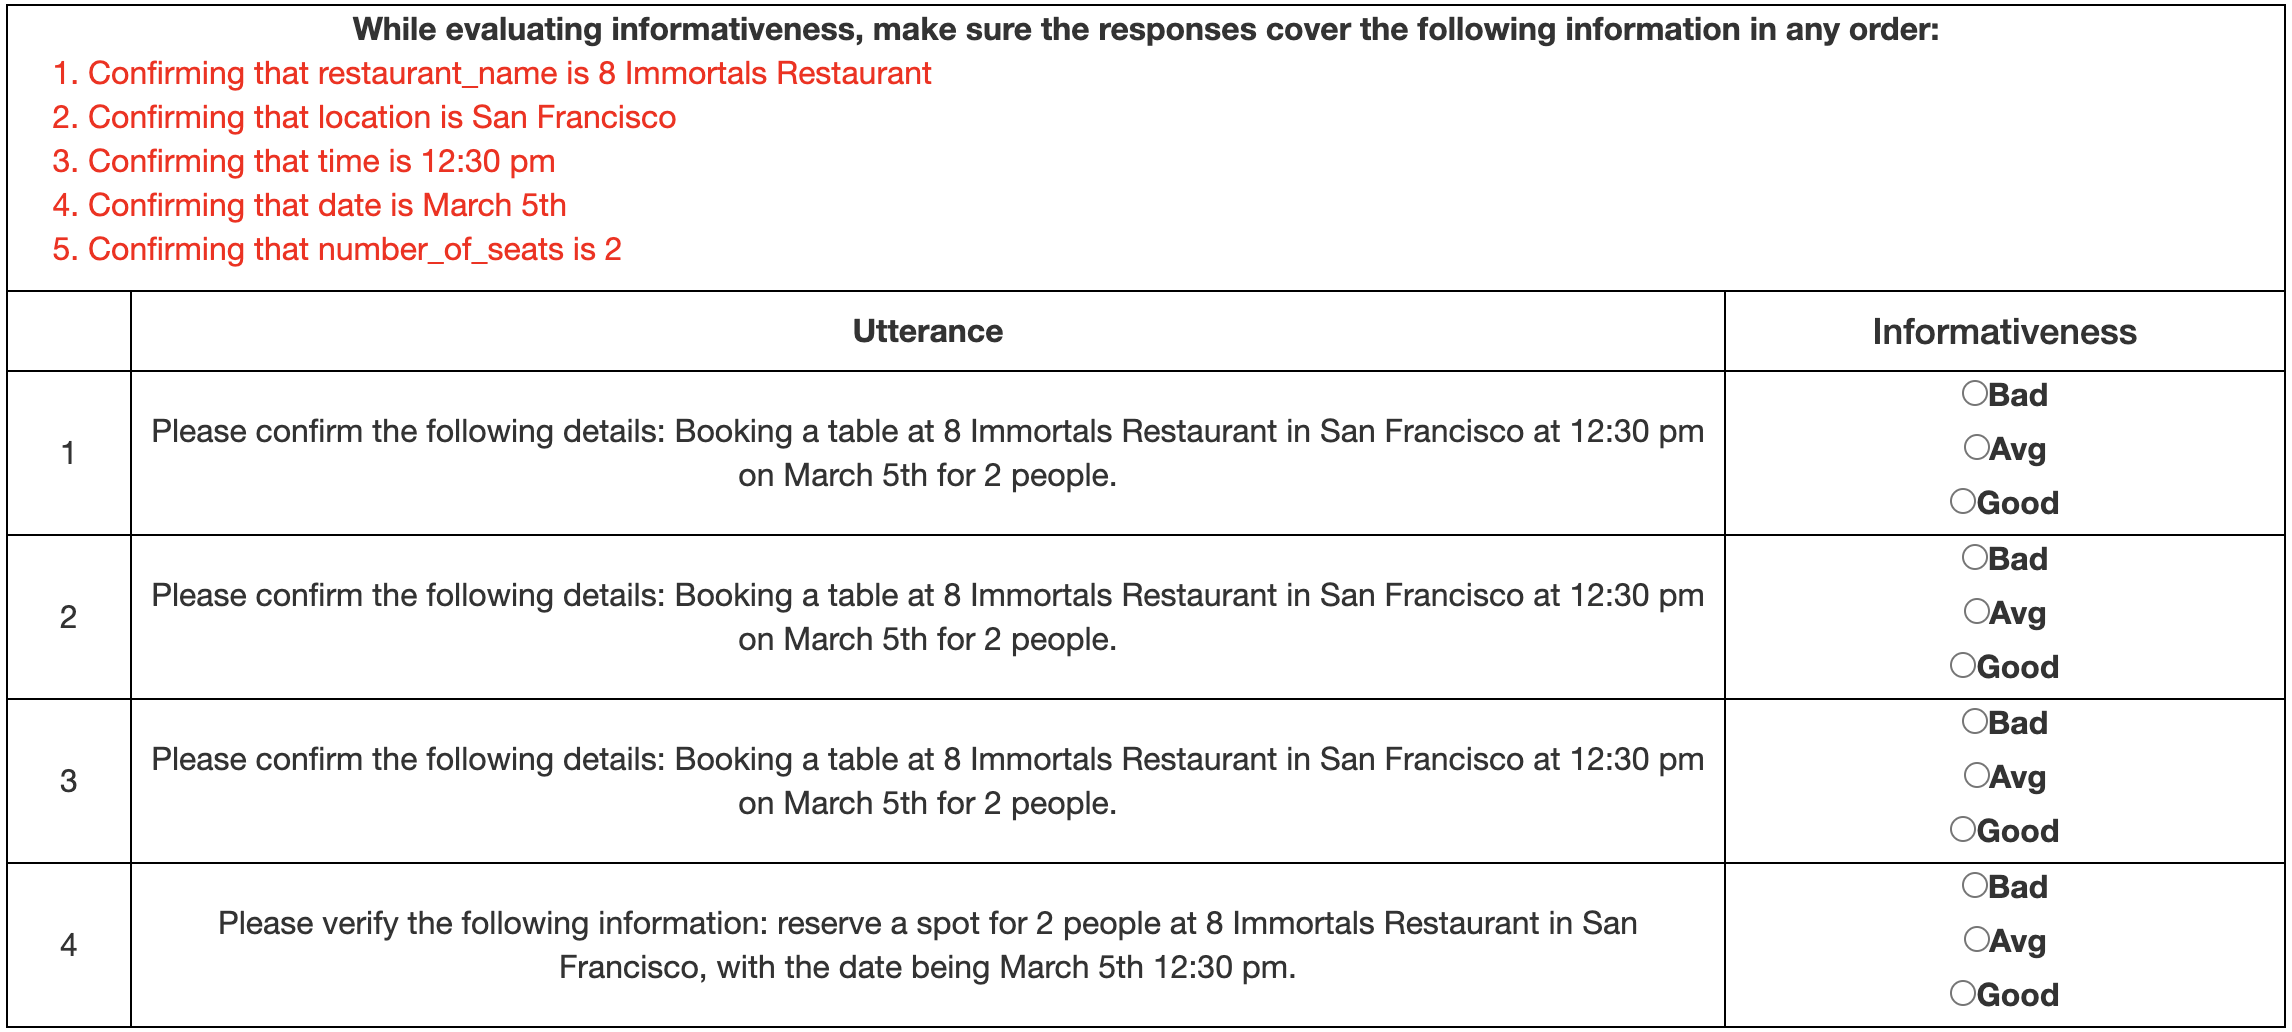 While evaluating informativeness, make sure the responses cover the following information in any order:
1. Confirming that restaurant_name is 8 Immortals Restaurant
2. Confirming that location is San Francisco
3. Confirming that time is 12:30 pm
4. Confirming that date is March 5th
5. Confirming that number_of_seats is 2
Utterance
Informativeness
1
Please confirm the following details: Booking a table at 8 Immortals Restaurant in San Francisco at 12:30 pm
on March 5th for 2 people.
Bad
Avg
Good
2
Please confirm the following details: Booking a table at 8 Immortals Restaurant in San Francisco at 12:30 pm
on March 5th for 2 people.
Bad
Avg
Good
3
Please confirm the following details: Booking a table at 8 Immortals Restaurant in San Francisco at 12:30 pm
on March 5th for 2 people.
Bad
Avg
Good
4
Please verify the following information: reserve a spot for 2 people at 8 Immortals Restaurant in San
Francisco, with the date being March 5th 12:30 pm.
Bad
Avg
Good